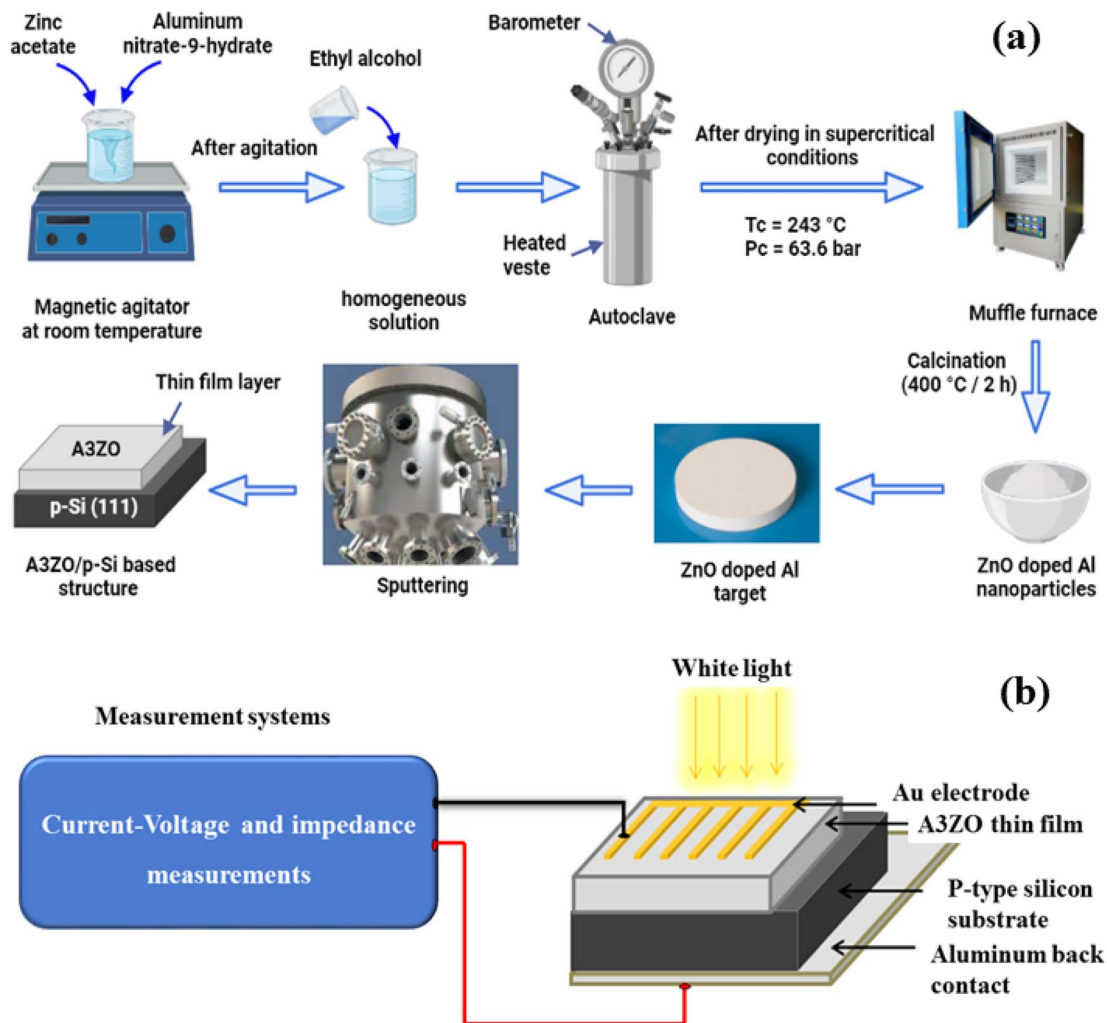 (a)
Zinc
acetate
Aluminum
nitrate-9-hydrate
Ethyl alcohol
Barometer
After agitation
After drying in supercritical
conditions
Tc = 243 °C
Pc = 63.6 bar
Heated
veste
Magnetic agitator
at room temperature
homogeneous
solution
Autoclave
Muffle furnace
Calcination
(400 °C / 2 h)
Thin film layer
A3ZO
p-Si (111)
A3ZO/p-Si based
structure
Sputtering
ZnO doped Al
target
ZnO doped Al
nanoparticles
(b)
White light
Measurement systems
Current-Voltage and impedance
measurements
Au electrode
A3ZO thin film
P-type silicon
substrate
Aluminum back
contact